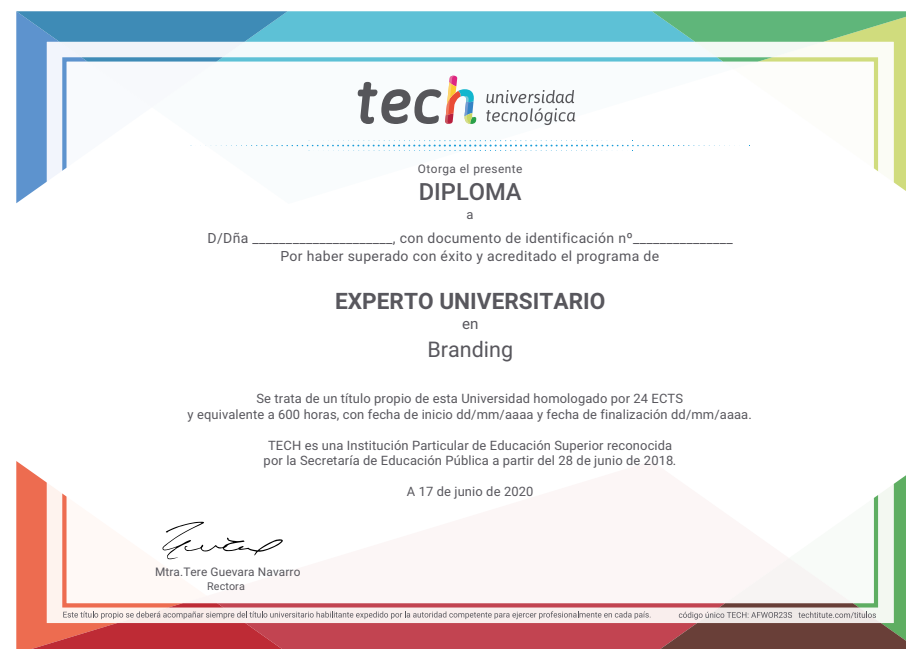 tech universidad
tecnológica
Otorga el presente
DIPLOMA
a
D/Dña ______________________, con documento de identificación nº_______________
Por haber superado con éxito y acreditado el programa de
EXPERTO UNIVERSITARIO
en
Branding
Se trata de un título propio de esta Universidad homologado por 24 ECTS
y equivalente a 600 horas, con fecha de inicio dd/mm/aaaa y fecha de finalización dd/mm/aaaa.
TECH es una Institución Particular de Educación Superior reconocida
por la Secretaría de Educación Pública a partir del 28 de junio de 2018.
A 17 de junio de 2020
Mtra.Tere Guevara Navarro
Rectora
Este título propio se deberá acompañar siempre del título universitario habilitante expedido por la autoridad competente para ejercer profesionalmente en cada país. código único TECH: AFWOR23S techtitute.com/titulos